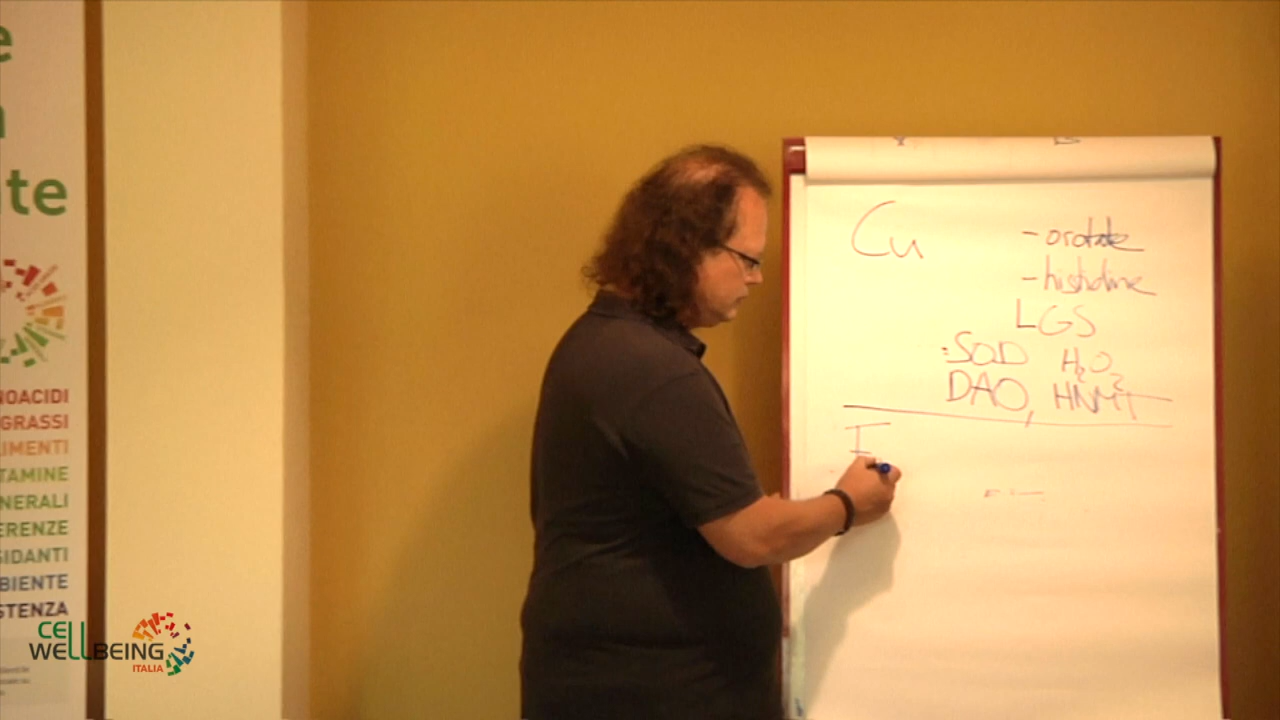 te
NOACIDI
GRASSI
LIMENTI
TAMINE
NERALI
ERENZE
SIDANTI
BIENTE
STENZA
CELLWELLBEING
ITALIA
Cu
- orotate
- histidine
LGS
SOD H2O2
DAO, HNMT
I